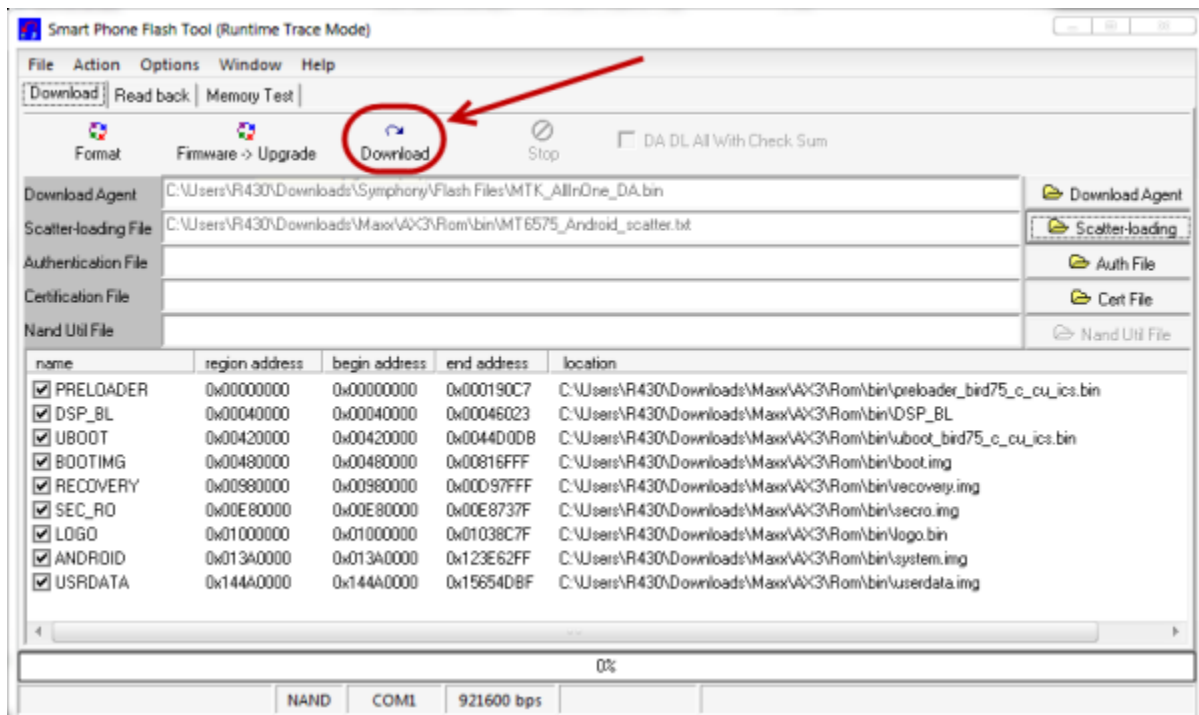 Smart Phone Flash Tool (Runtime Trace Mode)
File Action Options Window Help
Download Read back Memory Test
Format Firmware -> Upgrade Download Stop DA DL All With Check Sum
Download Agent C:\Users\R430\Downloads\Symphony\Flash Files\MTK_AllInOne_DA.bin Download Agent
Scatter-loading File C:\Users\R430\Downloads\Maxx\AX3\Rom\bin\MT6575_Android_scatter.txt Scatter-loading
Authentication File Auth File
Certification File Cert File
Nand Util File Nand Util File
name region address begin address end address location
PRELOADER 0x00000000 0x00000000 0x000190C7 C:\Users\R430\Downloads\Maxx\AX3\Rom\bin\preloader_bird75_c_cu_ics.bin
DSP_BL 0x00040000 0x00040000 0x00046023 C:\Users\R430\Downloads\Maxx\AX3\Rom\bin\DSP_BL
UBOOT 0x00420000 0x00420000 0x0044D0DB C:\Users\R430\Downloads\Maxx\AX3\Rom\bin\uboot_bird75_c_cu_ics.bin
BOOTIMG 0x00480000 0x00480000 0x00816FFF C:\Users\R430\Downloads\Maxx\AX3\Rom\bin\boot.img
RECOVERY 0x00980000 0x00980000 0x00D97FFF C:\Users\R430\Downloads\Maxx\AX3\Rom\bin\recovery.img
SEC_RO 0x00E80000 0x00E80000 0x00E8737F C:\Users\R430\Downloads\Maxx\AX3\Rom\bin\secro.img
LOGO 0x01000000 0x01000000 0x01038C7F C:\Users\R430\Downloads\Maxx\AX3\Rom\bin\logo.bin
ANDROID 0x013A0000 0x013A0000 0x123E62FF C:\Users\R430\Downloads\Maxx\AX3\Rom\bin\system.img
USRDATA 0x144A0000 0x144A0000 0x15654DBF C:\Users\R430\Downloads\Maxx\AX3\Rom\bin\userdata.img
0%
NAND COM1 921600 bps